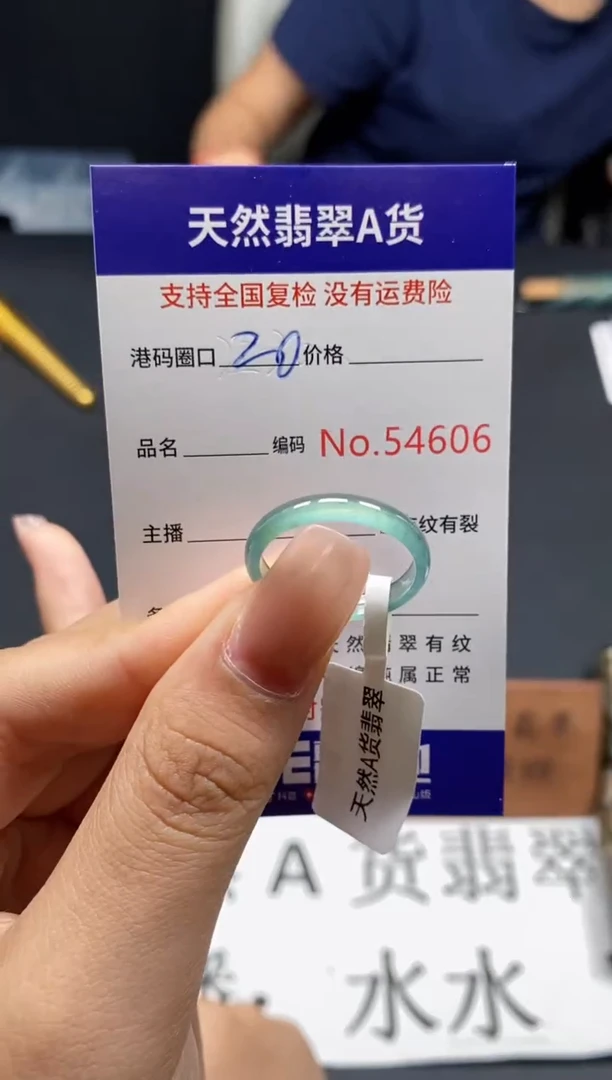 天然翡翠A货
支持全国复检 没有运费险
港码圈口 20 价格
品名 编码 No.54606
主播 纹有裂
然 翡翠有纹
属正常
天然A货翡翠
A 货翡翠
水水